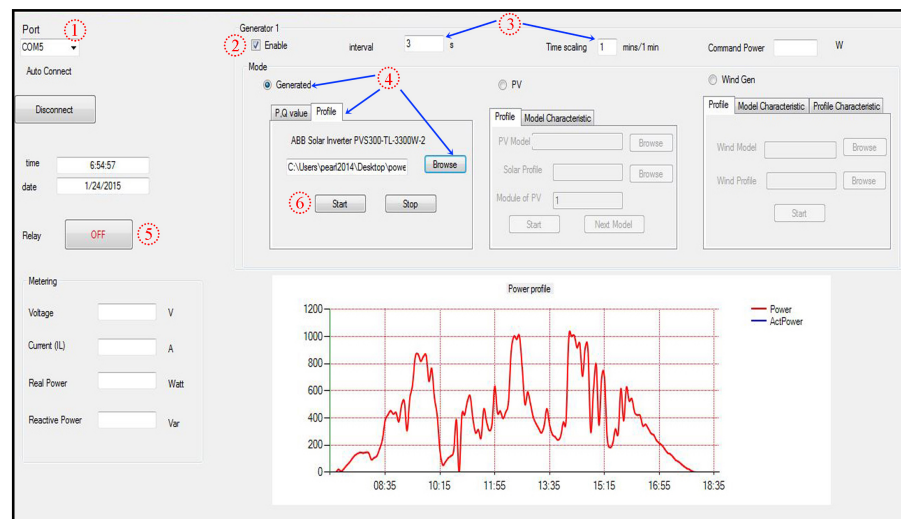 Port
1
COM5
Auto Connect
Disconnect
time 6:54:57
date 1/24/2015
Relay OFF 5
Metering
Voltage V
Current (IL) A
Real Power Watt
Reactive Power Var
Generator 1
2 Enable interval 3 s 3 Time scaling 1 mins/1 min Command Power W
Mode
Generated 4 PV Wind Gen
P,Q value Profile
ABB Solar Inverter PVS300-TL-3300W-2
C:\Users\pearl2014\Desktop\powe Browse
6 Start Stop
Profile Model Characteristic
PV Model Browse
Solar Profile Browse
Module of PV 1
Start Next Model
Profile Model Characteristic Profile Characteristic
Wind Model Browse
Wind Profile Browse
Start
Power profile
1200
1000
800
600
400
200
0
08:35 10:15 11:55 13:35 15:15 16:55 18:35
Power
ActPower